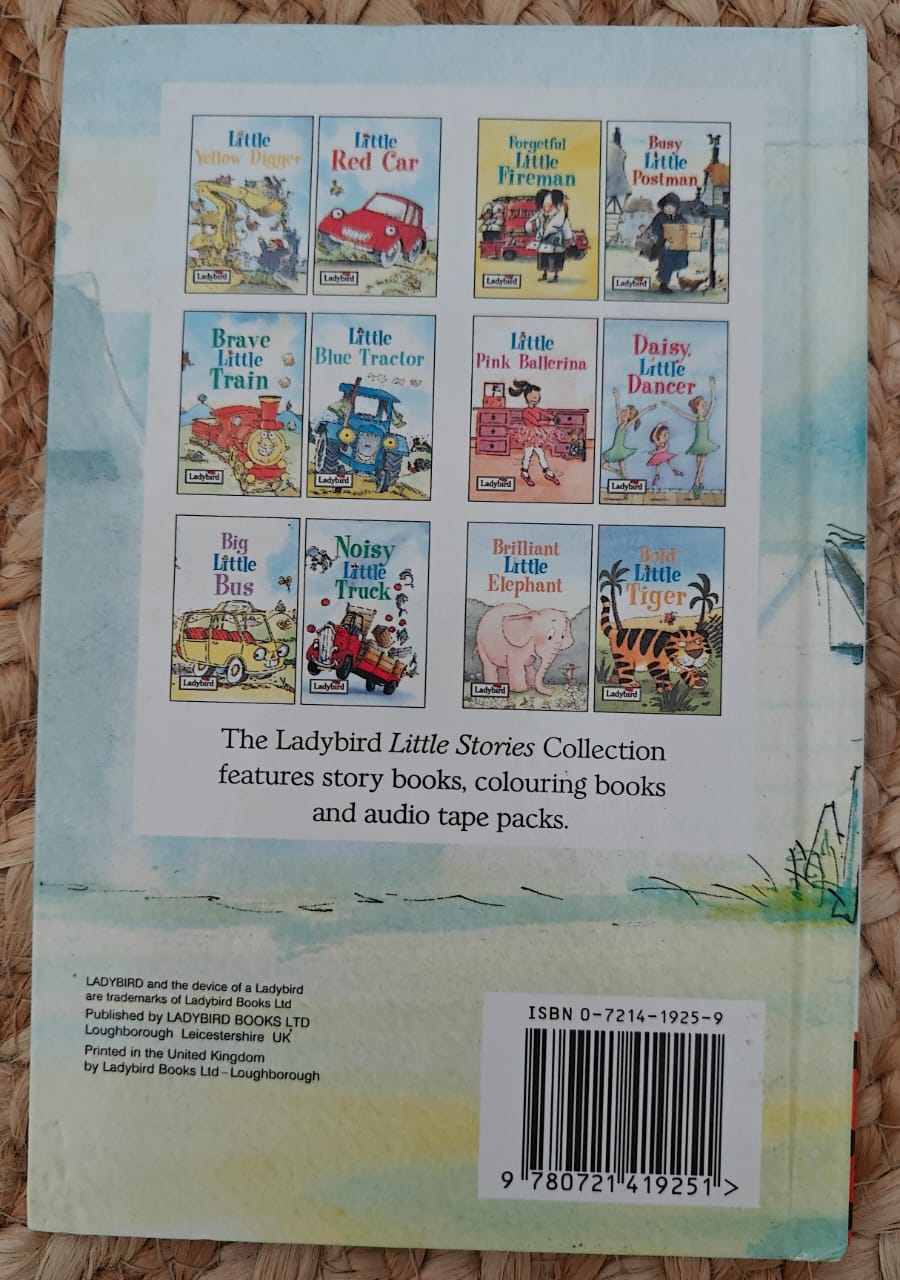 Little
Yellow Digger
Ladybird
Little
Red Car
Ladybird
Forgetful
Little
Fireman
Ladybird
Busy
Little
Postman
Ladybird
Brave
Little
Train
Ladybird
Little
Blue Tractor
Ladybird
Little
Pink Ballerina
Ladybird
Daisy,
Little
Dancer
Ladybird
Big
Little
Bus
Ladybird
Noisy
Little
Truck
Ladybird
Brilliant
Little
Elephant
Ladybird
Bold
Little
Tiger
Ladybird
The Ladybird Little Stories Collection
features story books, colouring books
and audio tape packs.
LADYBIRD and the device of a Ladybird
are trademarks of Ladybird Books Ltd
Published by LADYBIRD BOOKS LTD
Loughborough Leicestershire UK
Printed in the United Kingdom
by Ladybird Books Ltd – Loughborough
ISBN 0-7214-1925-9
9 780721 419251 >